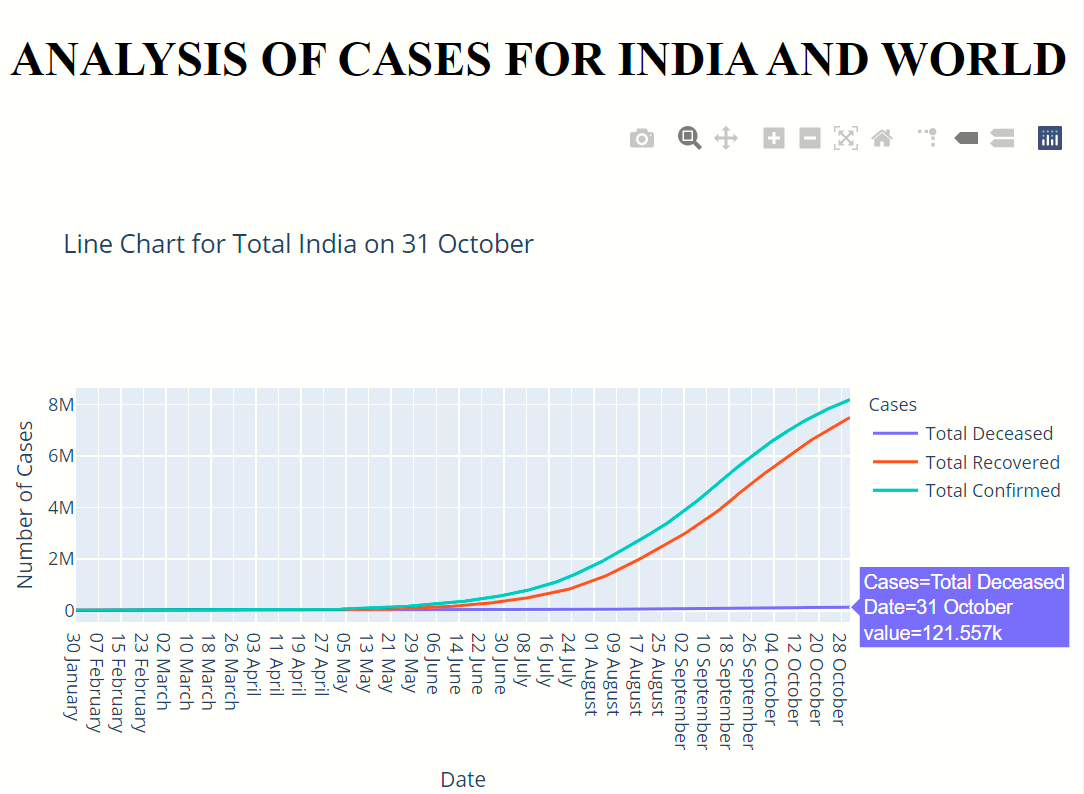 ANALYSIS OF CASES FOR INDIA AND WORLD
Line Chart for Total India on 31 October
Number of Cases
8M
6M
4M
2M
0
30 January
07 February
15 February
23 February
02 March
10 March
18 March
26 March
03 April
11 April
19 April
27 April
05 May
13 May
21 May
29 May
06 June
14 June
22 June
30 June
08 July
16 July
24 July
01 August
09 August
17 August
25 August
02 September
10 September
18 September
26 September
04 October
12 October
20 October
28 October
Date
Cases
Total Deceased
Total Recovered
Total Confirmed
Cases=Total Deceased
Date=31 October
value=121.557k